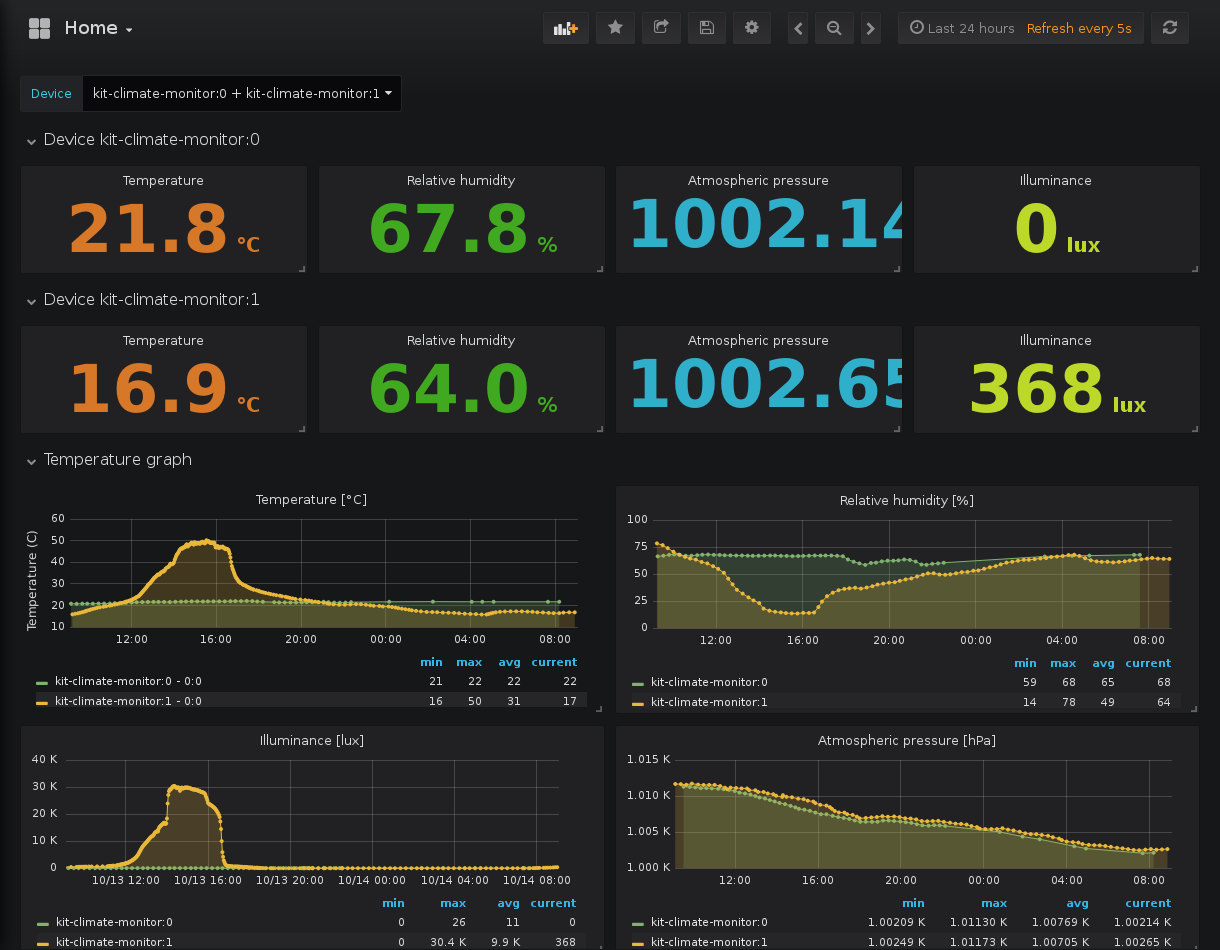 Home
Last 24 hours Refresh every 5s
Device kit-climate-monitor:0 + kit-climate-monitor:1
Device kit-climate-monitor:0
Temperature Relative humidity Atmospheric pressure Illuminance
21.8 °C 67.8 % 1002.14 0 lux
Device kit-climate-monitor:1
Temperature Relative humidity Atmospheric pressure Illuminance
16.9 °C 64.0 % 1002.65 368 lux
Temperature graph
Temperature [°C]
Temperature (C)
60
50
40
30
20
10
12:00 16:00 20:00 00:00 04:00 08:00
min max avg current
kit-climate-monitor:0 - 0:0 21 22 22 22
kit-climate-monitor:1 - 0:0 16 50 31 17
Relative humidity [%]
100
75
50
25
0
12:00 16:00 20:00 00:00 04:00 08:00
min max avg current
kit-climate-monitor:0 59 68 65 68
kit-climate-monitor:1 14 78 49 64
Illuminance [lux]
40 K
30 K
20 K
10 K
0
10/13 12:00 10/13 16:00 10/13 20:00 10/14 00:00 10/14 04:00 10/14 08:00
min max avg current
kit-climate-monitor:0 0 26 11 0
kit-climate-monitor:1 0 30.4 K 9.9 K 368
Atmospheric pressure [hPa]
1.015 K
1.010 K
1.005 K
1.000 K
12:00 16:00 20:00 00:00 04:00 08:00
min max avg current
kit-climate-monitor:0 1.00209 K 1.01130 K 1.00769 K 1.00214 K
kit-climate-monitor:1 1.00249 K 1.01173 K 1.00705 K 1.00265 K